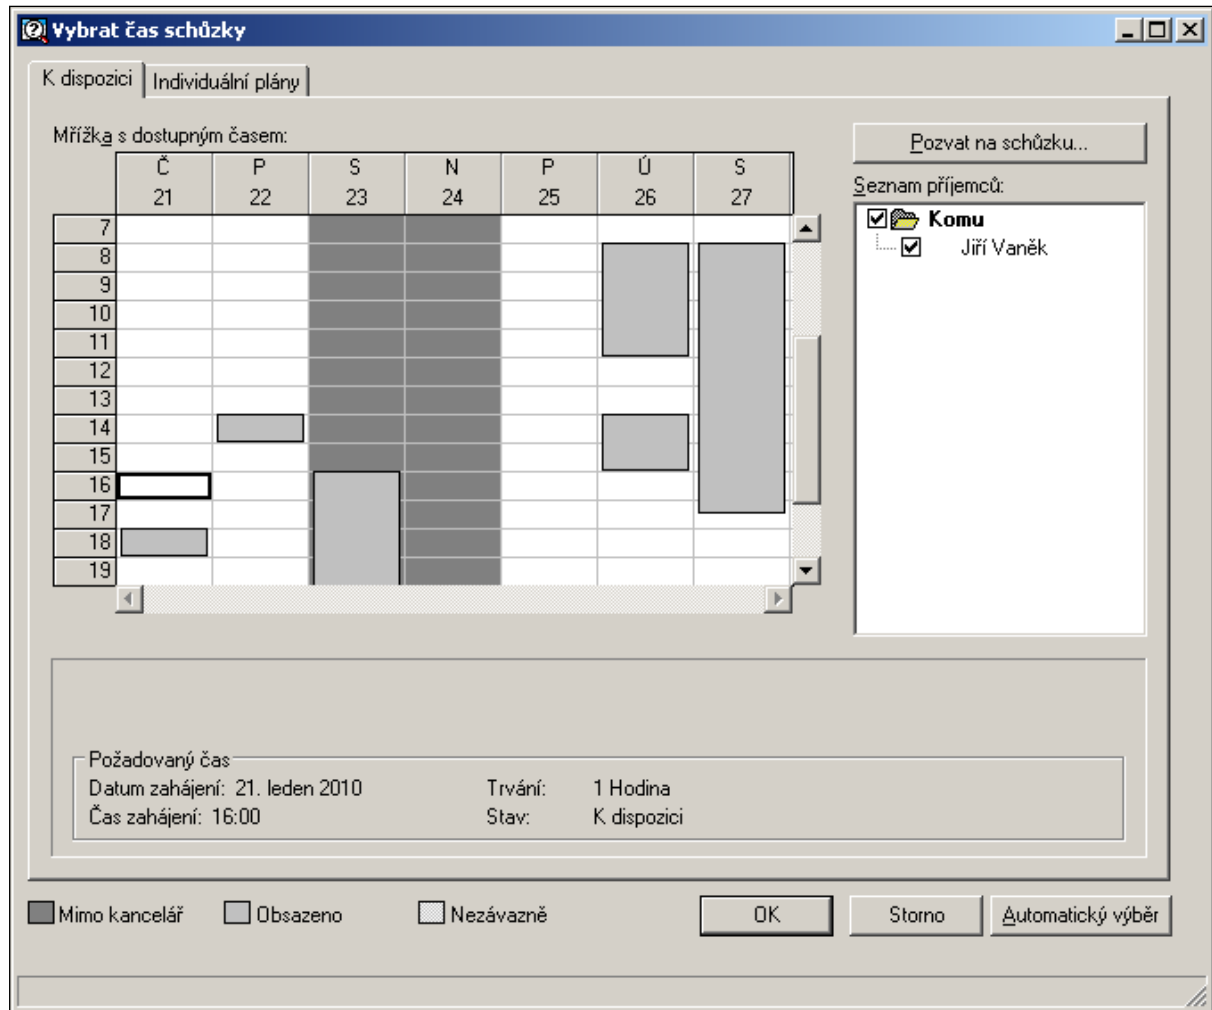 Vybrat čas schůzky
K dispozici Individuální plány
Mřížka s dostupným časem:
Č P S N P Ú S
21 22 23 24 25 26 27
7
8
9
10
11
12
13
14
15
16
17
18
19
Pozvat na schůzku...
Seznam příjemců:
Komu
Jiří Vaněk
Požadovaný čas
Datum zahájení: 21. leden 2010 Trvání: 1 Hodina
Čas zahájení: 16:00 Stav: K dispozici
Mimo kancelář Obsazeno Nezávazně OK Storno Automatický výběr